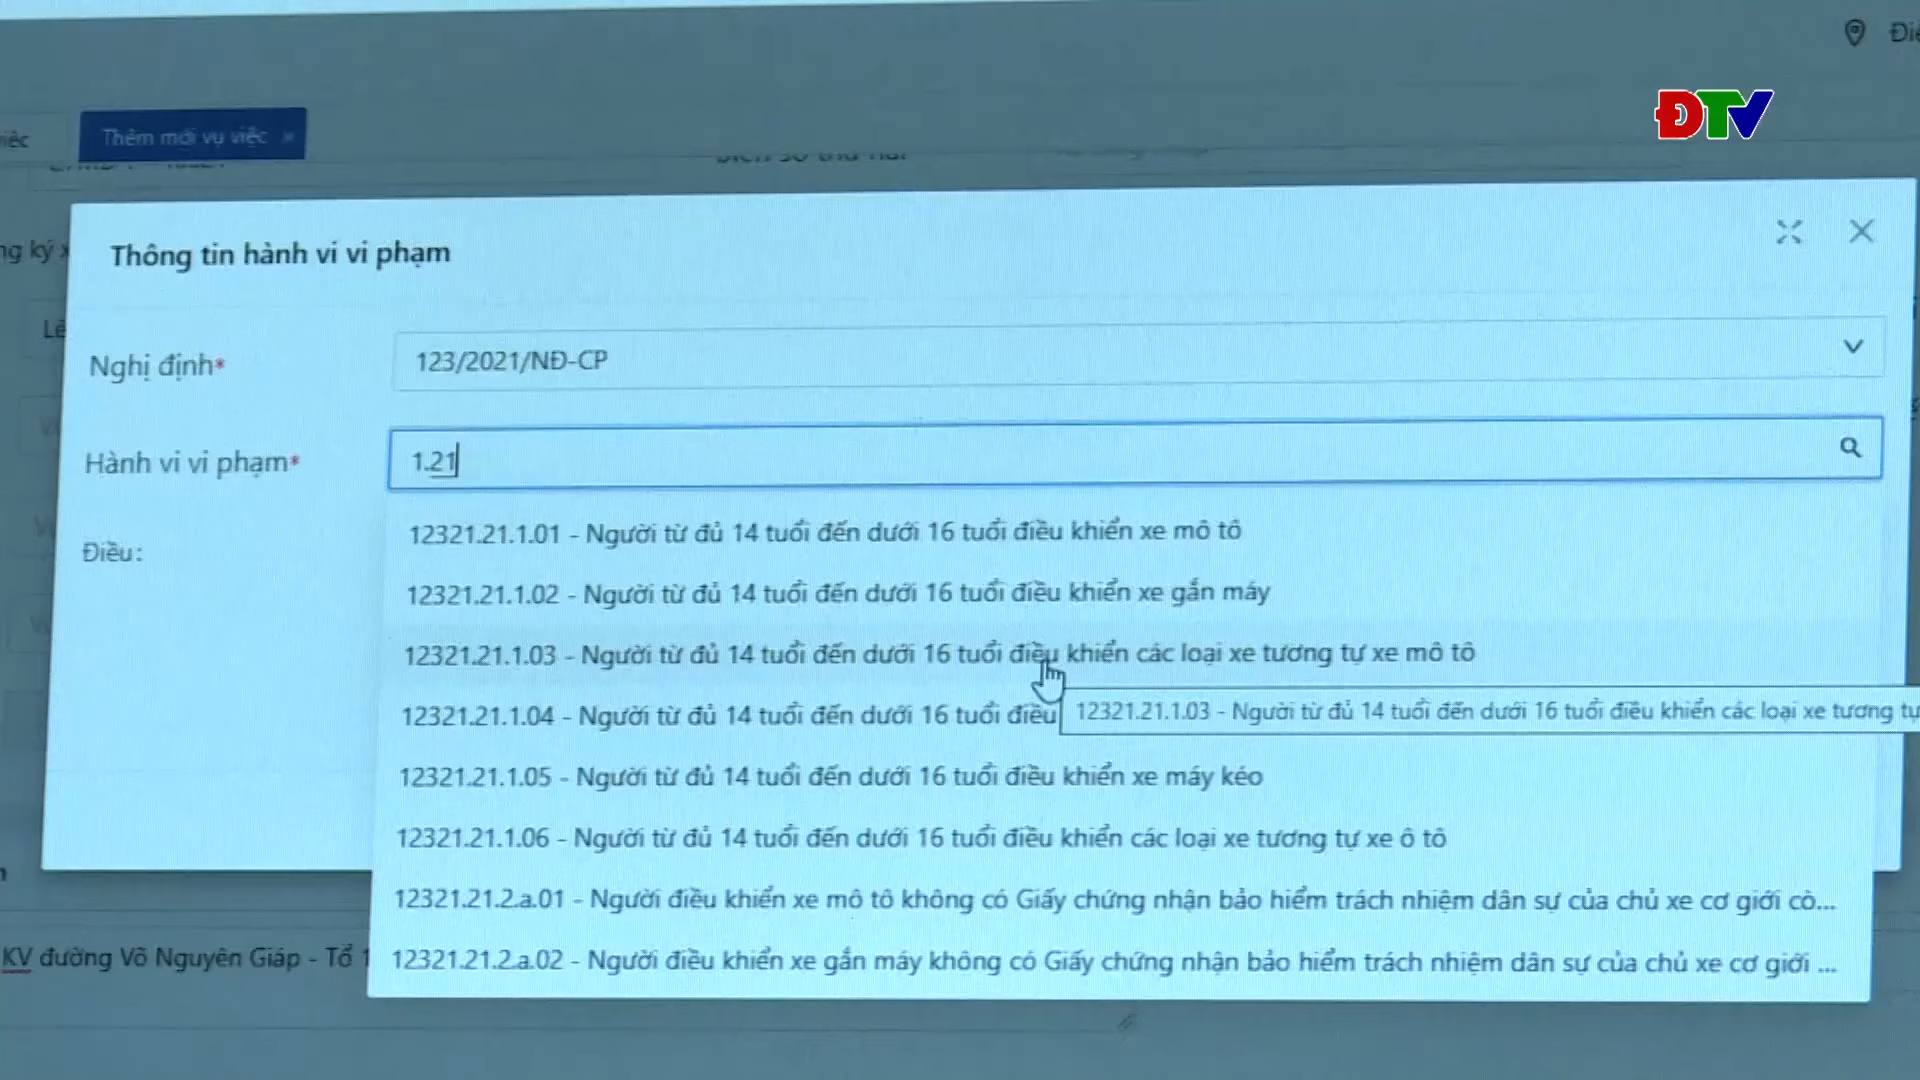 ĐTV
Thêm mới vụ việc ×
Thông tin hành vi vi phạm
Nghị định*
123/2021/NĐ-CP
Hành vi vi phạm*
1.21
Điều:
12321.21.1.01 - Người từ đủ 14 tuổi đến dưới 16 tuổi điều khiển xe mô tô
12321.21.1.02 - Người từ đủ 14 tuổi đến dưới 16 tuổi điều khiển xe gắn máy
12321.21.1.03 - Người từ đủ 14 tuổi đến dưới 16 tuổi điều khiển các loại xe tương tự xe mô tô
12321.21.1.04 - Người từ đủ 14 tuổi đến dưới 16 tuổi điều
12321.21.1.03 - Người từ đủ 14 tuổi đến dưới 16 tuổi điều khiển các loại xe tương tự
12321.21.1.05 - Người từ đủ 14 tuổi đến dưới 16 tuổi điều khiển xe máy kéo
12321.21.1.06 - Người từ đủ 14 tuổi đến dưới 16 tuổi điều khiển các loại xe tương tự xe ô tô
12321.21.2.a.01 - Người điều khiển xe mô tô không có Giấy chứng nhận bảo hiểm trách nhiệm dân sự của chủ xe cơ giới cò...
12321.21.2.a.02 - Người điều khiển xe gắn máy không có Giấy chứng nhận bảo hiểm trách nhiệm dân sự của chủ xe cơ giới ...
KV đường Võ Nguyên Giáp - Tổ 1